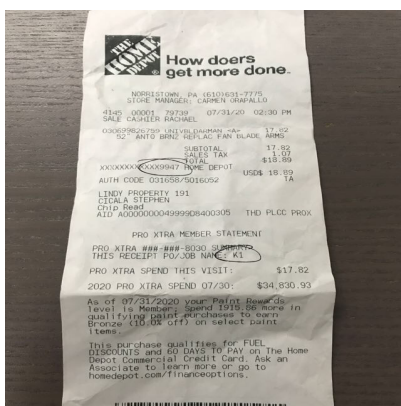 THE
HOME
DEPOT
How doers
get more done.
NORRISTOWN, PA (610)631-7775
STORE MANAGER: CARMEN ORAPALLO
4145 00001 79739 07/31/20 02:30 PM
SALE CASHIER RACHAEL
52" ANTQ BRNZ REPLAC FAN BLADE ARMS
17.82
SUBTOTAL 17.82
SALES TAX 1.07
TOTAL $18.89
XXXXXXXXXXXX9947 HOME DEPOT
USD$ 18.89
AUTH CODE 031658/5016052 TA
LINDY PROPERTY 191
CICALA STEPHEN
Chip Read
AID A0000000049999D8400305 THD PLCC PROX
PRO XTRA MEMBER STATEMENT
PRO XTRA ###-###-8030 SUMMARY
THIS RECEIPT PO/JOB NAME: K1
PRO XTRA SPEND THIS VISIT: $17.82
2020 PRO XTRA SPEND 07/30: $34,830.93
As of 07/31/2020 your Paint Rewards
level is Member; Spend 1915.66 more in
qualifying paint purchases to earn
Bronze (10.0% off) on select paint
items.
This purchase qualifies for FUEL
DISCOUNTS and 60 DAYS TO PAY on The Home
Depot Commercial Credit Card. Ask an
Associate to learn more or go to
homedepot.com/financeoptions.